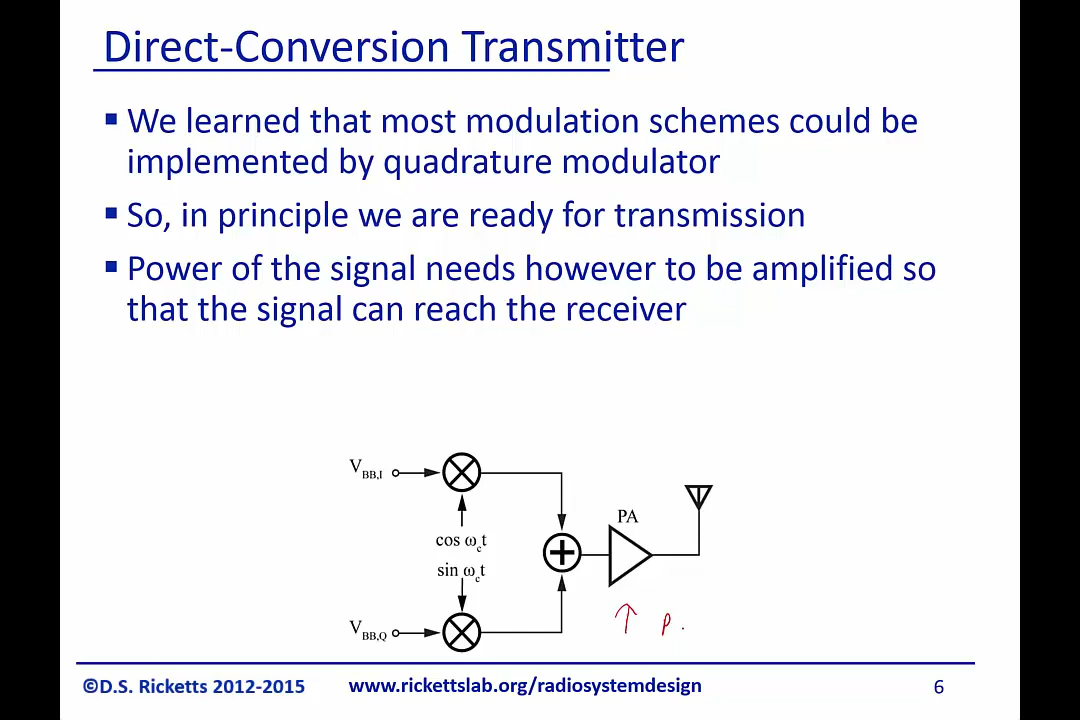 Direct-Conversion Transmitter
▪ We learned that most modulation schemes could be
implemented by quadrature modulator
▪ So, in principle we are ready for transmission
▪ Power of the signal needs however to be amplified so
that the signal can reach the receiver
V_BB,I
PA
cos ω_c t
sin ω_c t
V_BB,Q
↑ P.
©D.S. Ricketts 2012-2015
www.rickettslab.org/radiosystemdesign
6